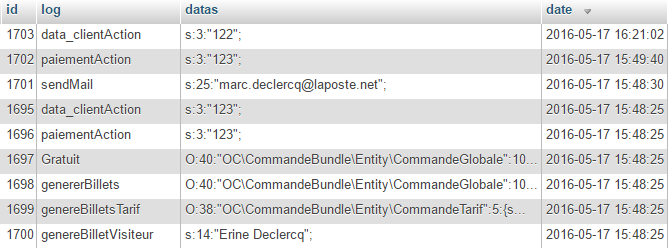 id log datas date
1703 data_clientAction s:3:"122"; 2016-05-17 16:21:02
1702 paiementAction s:3:"123"; 2016-05-17 15:49:40
1701 sendMail s:25:"marc.declercq@laposte.net"; 2016-05-17 15:48:30
1695 data_clientAction s:3:"123"; 2016-05-17 15:48:25
1696 paiementAction s:3:"123"; 2016-05-17 15:48:25
1697 Gratuit O:40:"OC\CommandeBundle\Entity\CommandeGlobale":10... 2016-05-17 15:48:25
1698 genererBillets O:40:"OC\CommandeBundle\Entity\CommandeGlobale":10... 2016-05-17 15:48:25
1699 genereBilletsTarif O:38:"OC\CommandeBundle\Entity\CommandeTarif":5:{s... 2016-05-17 15:48:25
1700 genereBilletVisiteur s:14:"Erine Declercq"; 2016-05-17 15:48:25